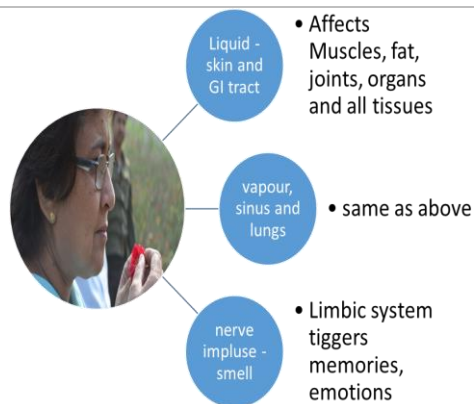 Liquid -
skin and
GI tract
• Affects
Muscles, fat,
joints, organs
and all tissues
vapour,
sinus and
lungs
• same as above
nerve
impluse -
smell
• Limbic system
tiggers
memories,
emotions